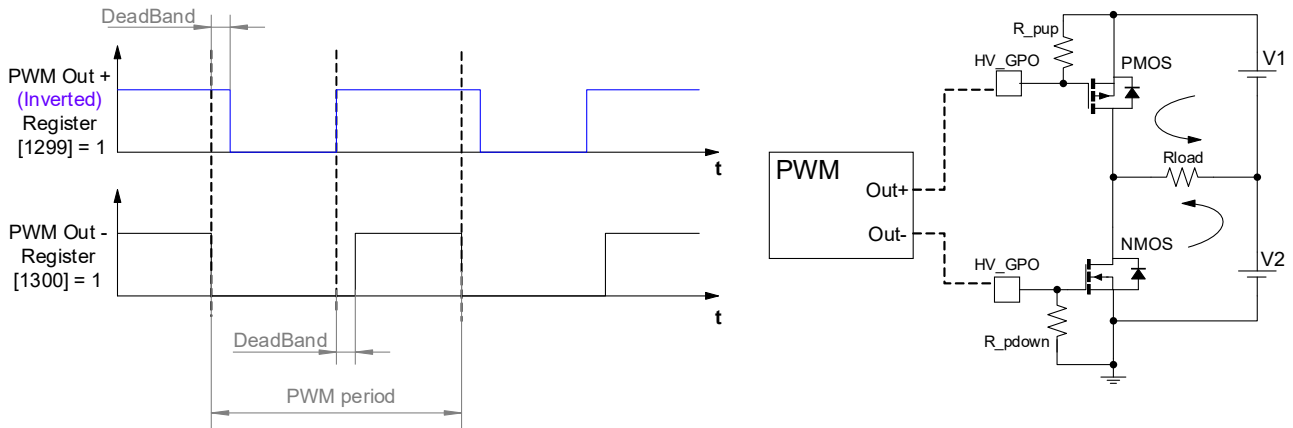 DeadBand
PWM Out +
(Inverted)
Register
[1299] = 1
t
PWM Out -
Register
[1300] = 1
t
DeadBand
PWM period
R_pup
HV_GPO
PMOS
V1
PWM
Out+
Out-
Rload
HV_GPO
NMOS
V2
R_pdown